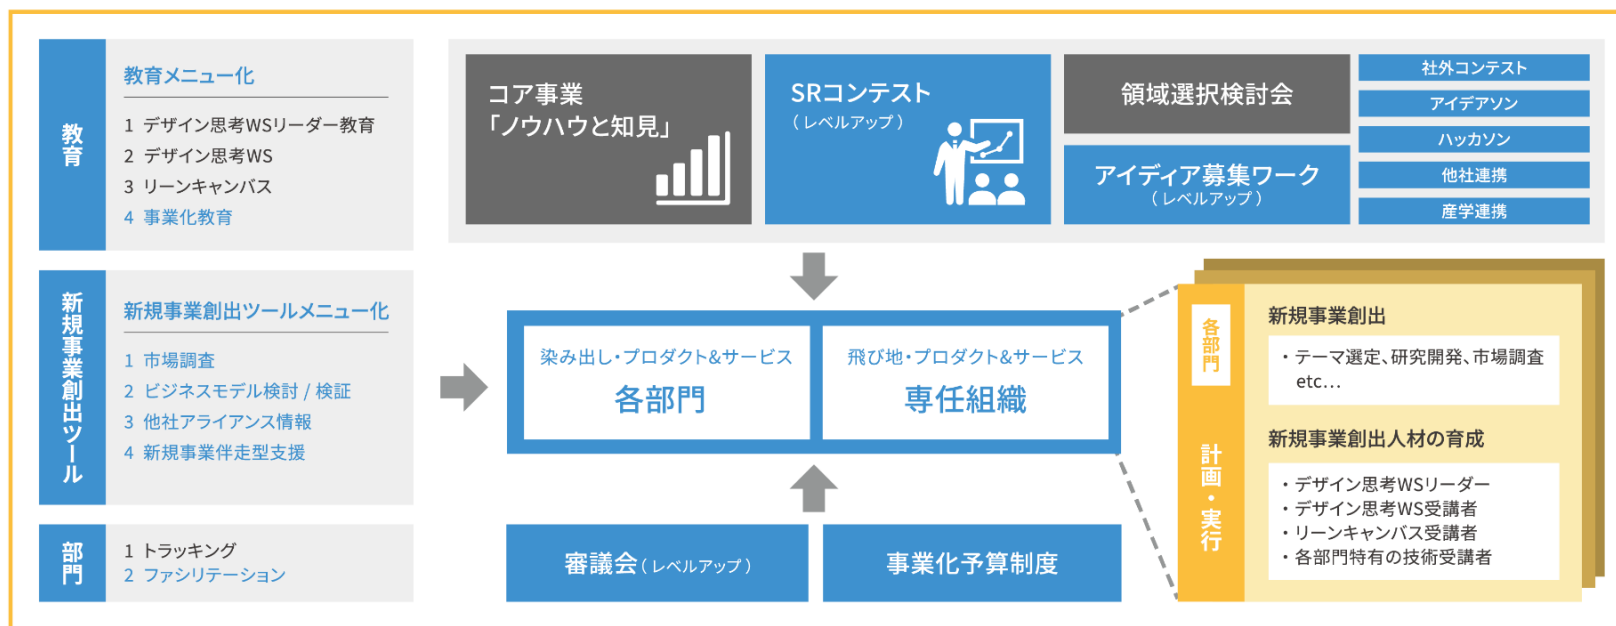 教育
教育メニュー化
1 デザイン思考WSリーダー教育
2 デザイン思考WS
3 リーンキャンバス
4 事業化教育
新規事業創出ツール
新規事業創出ツールメニュー化
1 市場調査
2 ビジネスモデル検討 / 検証
3 他社アライアンス情報
4 新規事業伴走型支援
部門
1 トラッキング
2 ファシリテーション
コア事業
「ノウハウと知見」
SRコンテスト
（レベルアップ）
領域選択検討会
アイディア募集ワーク
（レベルアップ）
社外コンテスト
アイデアソン
ハッカソン
他社連携
産学連携
染み出し・プロダクト&サービス
各部門
飛び地・プロダクト&サービス
専任組織
審議会（レベルアップ）
事業化予算制度
各部門
計画・実行
新規事業創出
・テーマ選定、研究開発、市場調査
etc…
新規事業創出人材の育成
・デザイン思考WSリーダー
・デザイン思考WS受講者
・リーンキャンバス受講者
・各部門特有の技術受講者